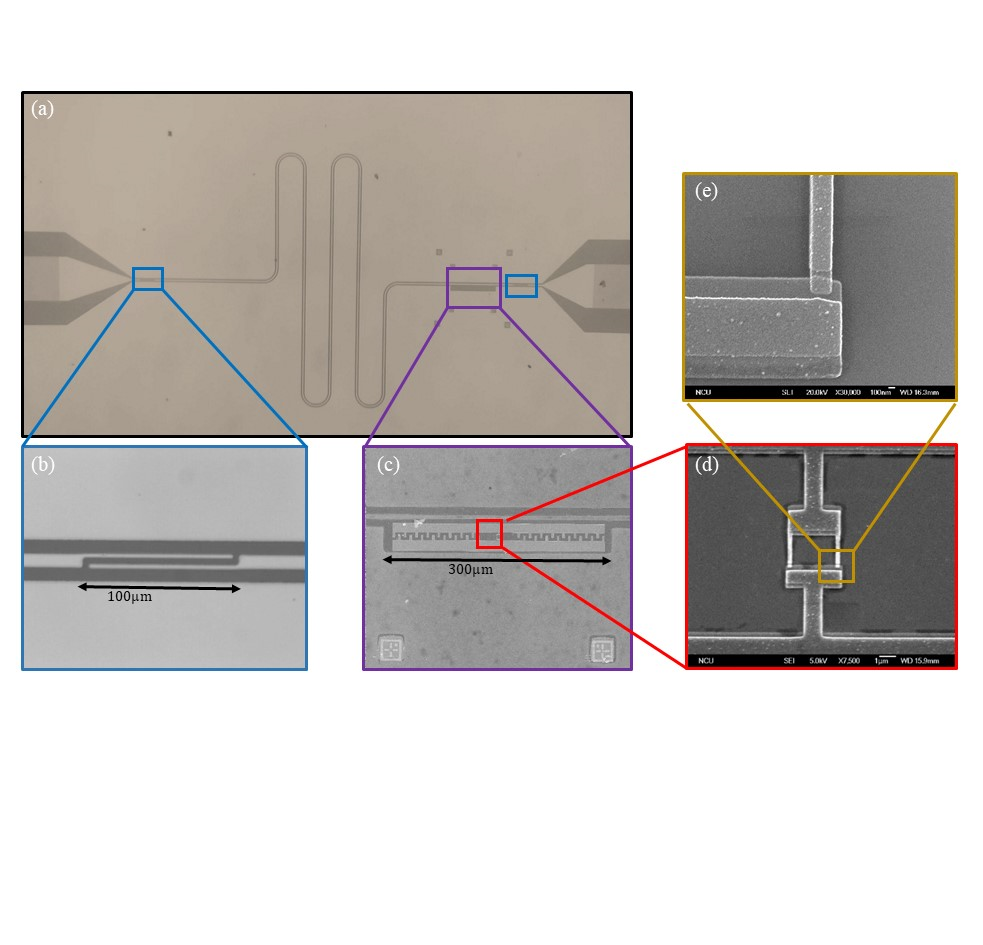 (a)
(e)
NCU SEI 20.0kV X30,000 100nm WD 16.3mm
(b)
100μm
(c)
300μm
(d)
NCU SEI 5.0kV X7,500 1μm WD 15.9mm